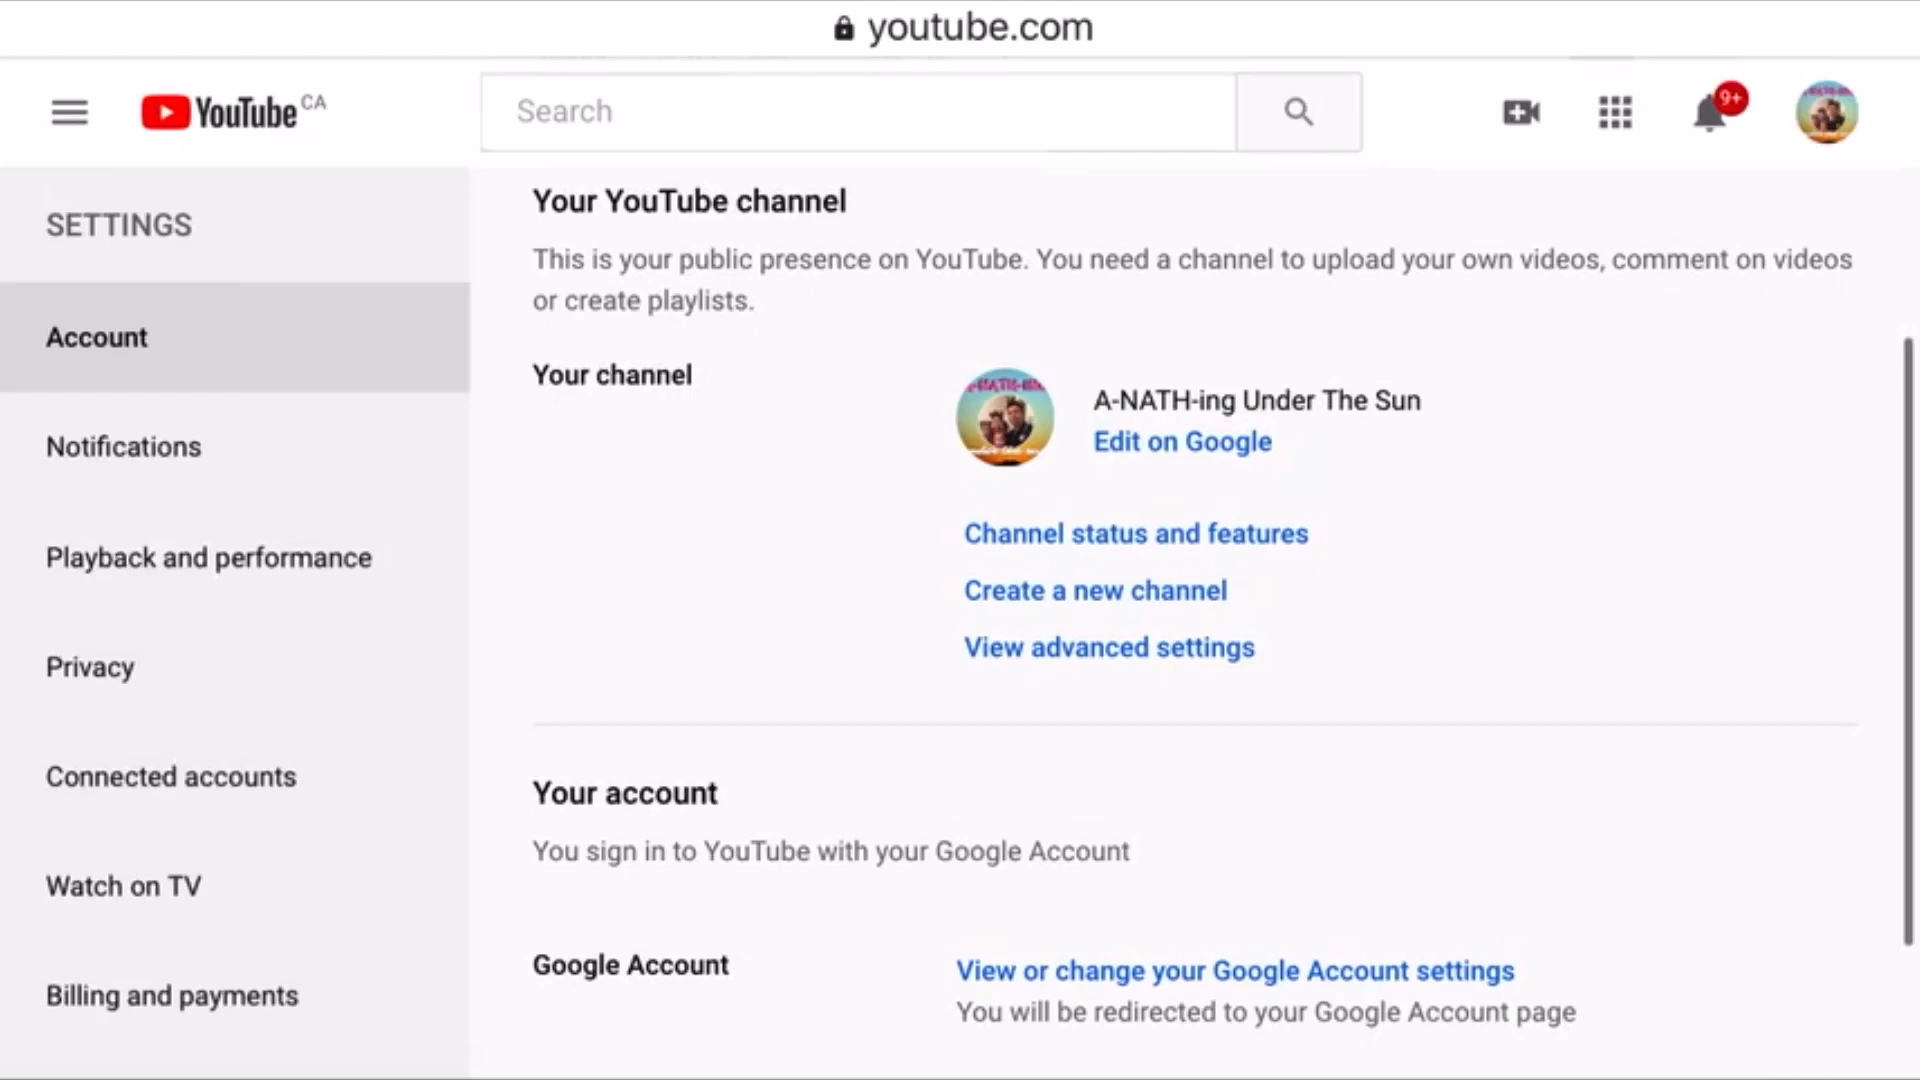 youtube.com
YouTube CA
Search
9+
SETTINGS
Account
Notifications
Playback and performance
Privacy
Connected accounts
Watch on TV
Billing and payments
Your YouTube channel
This is your public presence on YouTube. You need a channel to upload your own videos, comment on videos
or create playlists.
Your channel
A-NATH-ing Under The Sun
Edit on Google
Channel status and features
Create a new channel
View advanced settings
Your account
You sign in to YouTube with your Google Account
Google Account
View or change your Google Account settings
You will be redirected to your Google Account page